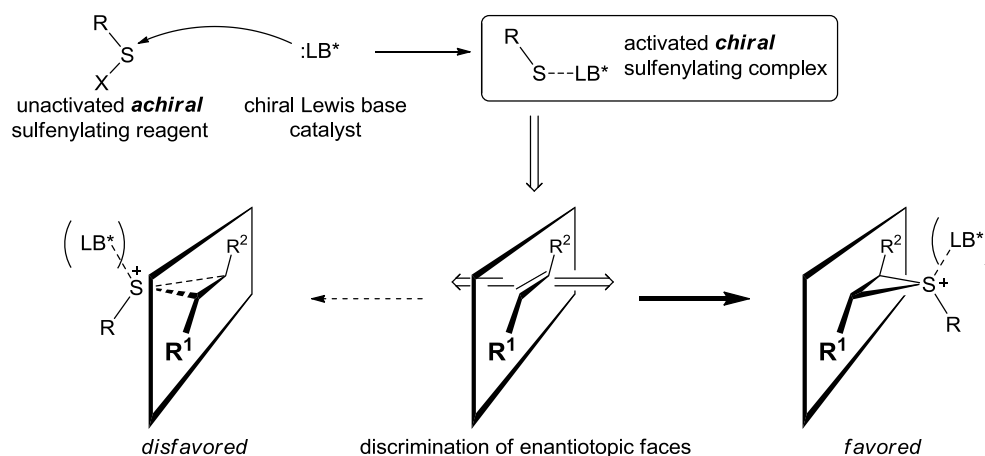 R
S
X
:LB*
unactivated achiral
sulfenylating reagent
chiral Lewis base
catalyst
R
S---LB*
activated chiral
sulfenylating complex
(LB*)
+
S
R
R²
R¹
disfavored
R²
R¹
discrimination of enantiotopic faces
R²
R¹
(LB*
S+
R
favored